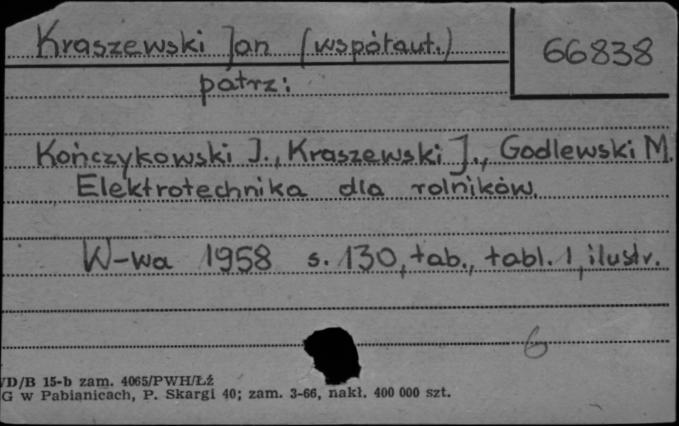 Kraszewski Jan (współaut.) 66838
patrz:
Kończykowski J., Kraszewski J., Godlewski M.
Elektrotechnika dla rolników.
W-wa 1958 s. 130, tab., tabl. 1, ilustr.
6
/D/B 15-b zam. 4065/PWH/Łź
G w Pabianicach, P. Skargi 40; zam. 3-66, nakł. 400 000 szt.